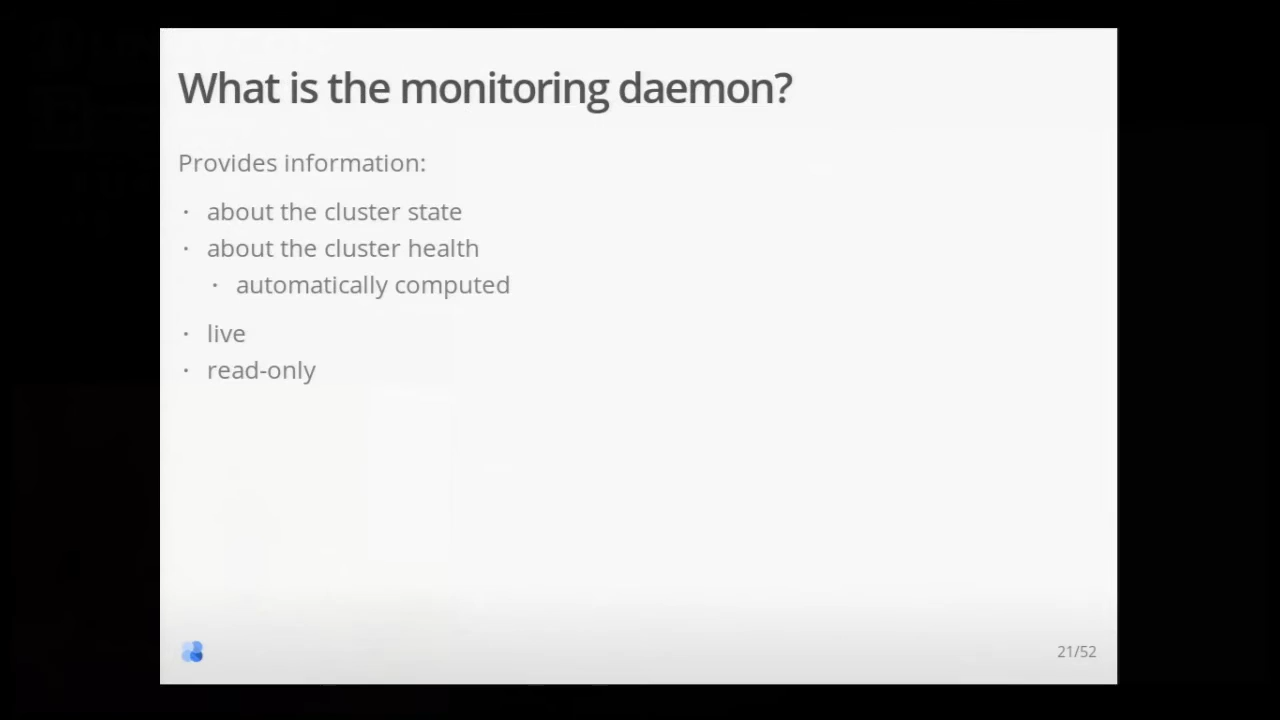 What is the monitoring daemon?
Provides information:
· about the cluster state
· about the cluster health
· automatically computed
· live
· read-only
21/52